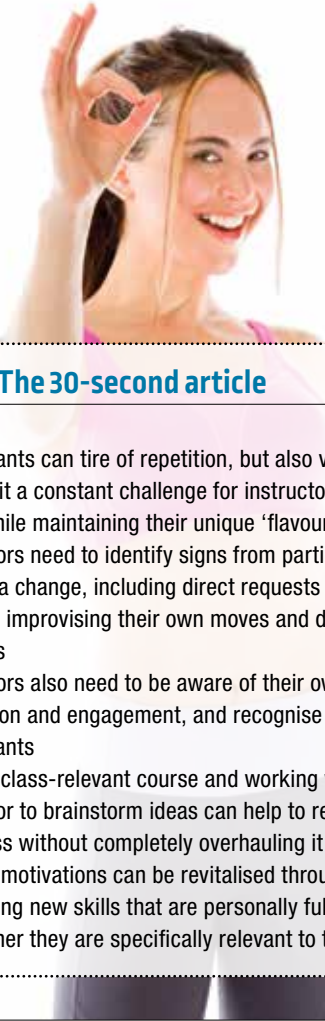 The 30-second article
ants can tire of repetition, but also v
it a constant challenge for instructo
hile maintaining their unique ‘flavour
ors need to identify signs from parti
a change, including direct requests
improvising their own moves and d
s
ors also need to be aware of their ov
on and engagement, and recognise
ants
class-relevant course and working
or to brainstorm ideas can help to re
ss without completely overhauling it
motivations can be revitalised throu
ng new skills that are personally ful
her they are specifically relevant to t